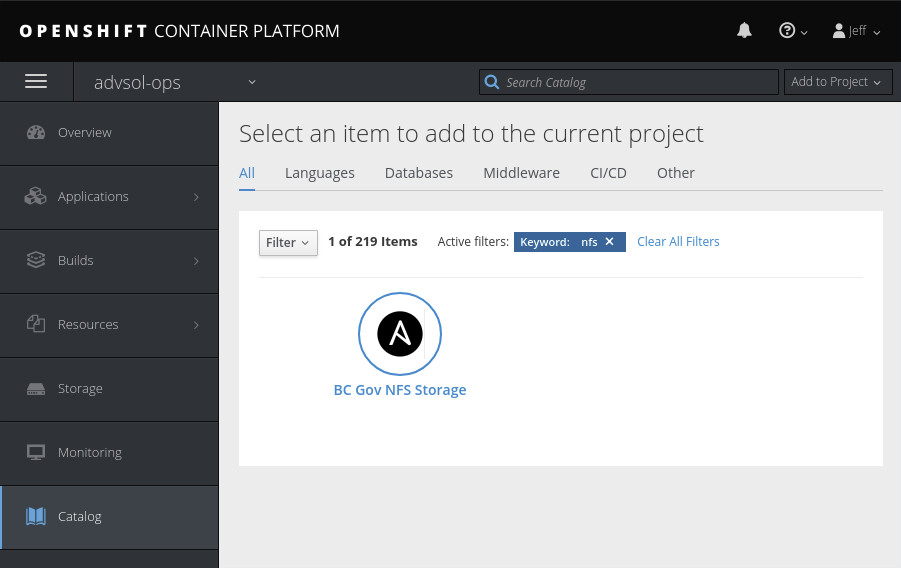 OPENSHIFT CONTAINER PLATFORM
Jeff
advsol-ops
Search Catalog
Add to Project
Overview
Applications
Builds
Resources
Storage
Monitoring
Catalog
Select an item to add to the current project
All Languages Databases Middleware CI/CD Other
Filter 1 of 219 Items Active filters: Keyword: nfs × Clear All Filters
BC Gov NFS Storage